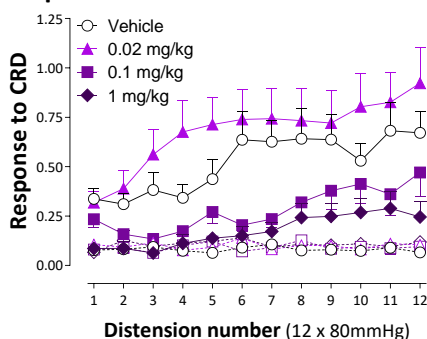 Vehicle
0.02 mg/kg
0.1 mg/kg
1 mg/kg
Response to CRD
1.25
1.00
0.75
0.50
0.25
0.00
1 2 3 4 5 6 7 8 9 10 11 12
Distension number (12 x 80mmHg)